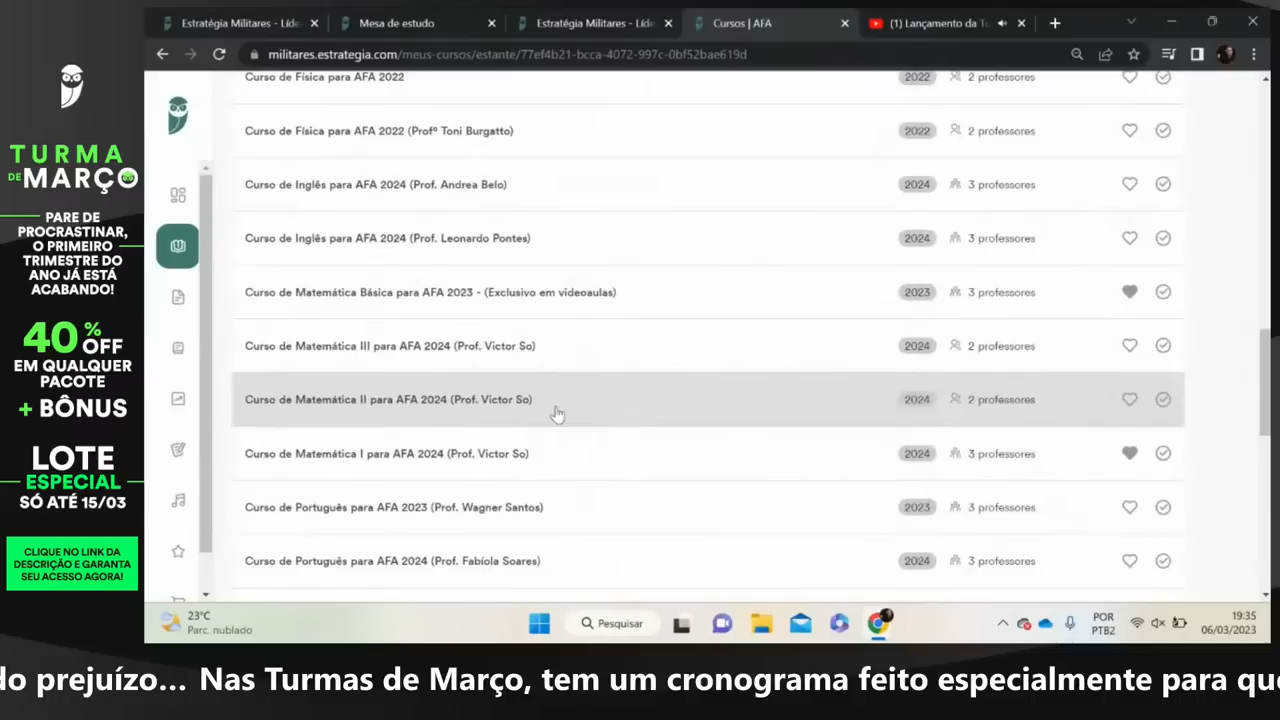 Estratégia Militares - Líde
Mesa de estudo
Estratégia Militares - Líde
Cursos | AFA
(1) Lançamento da Tu
militares.estrategia.com/meus-cursos/estante/77ef4b21-bcca-4072-997c-0bf52bae619d
TURMA
DE MARÇO
PARE DE
PROCRASTINAR,
O PRIMEIRO
TRIMESTRE DO
ANO JÁ ESTÁ
ACABANDO!
40% OFF
EM QUALQUER
PACOTE
+ BÔNUS
LOTE
ESPECIAL
SÓ ATÉ 15/03
CLIQUE NO LINK DA
DESCRIÇÃO E GARANTA
SEU ACESSO AGORA!
Curso de Física para AFA 2022 2022 2 professores
Curso de Física para AFA 2022 (Profº Toni Burgatto) 2022 2 professores
Curso de Inglês para AFA 2024 (Prof. Andrea Belo) 2024 3 professores
Curso de Inglês para AFA 2024 (Prof. Leonardo Pontes) 2024 3 professores
Curso de Matemática Básica para AFA 2023 - (Exclusivo em videoaulas) 2023 3 professores
Curso de Matemática III para AFA 2024 (Prof. Victor So) 2024 2 professores
Curso de Matemática II para AFA 2024 (Prof. Victor So) 2024 2 professores
Curso de Matemática I para AFA 2024 (Prof. Victor So) 2024 3 professores
Curso de Português para AFA 2023 (Prof. Wagner Santos) 2023 3 professores
Curso de Português para AFA 2024 (Prof. Fabíola Soares) 2024 3 professores
23°C
Parc. nublado
Pesquisar
POR
PTB2
19:35
06/03/2023
do prejuízo... Nas Turmas de Março, tem um cronograma feito especialmente para que